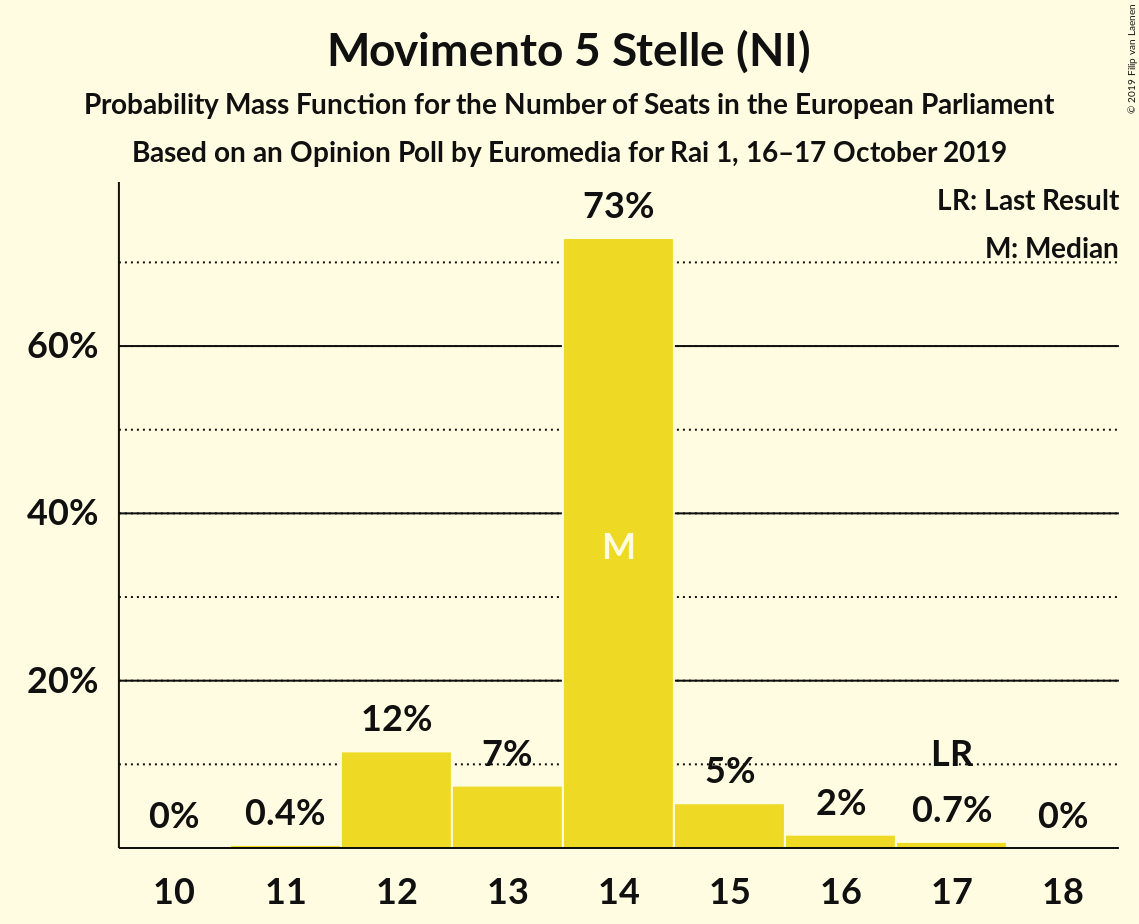 Movimento 5 Stelle (NI)
Probability Mass Function for the Number of Seats in the European Parliament
Based on an Opinion Poll by Euromedia for Rai 1, 16–17 October 2019
© 2019 Filip van Laenen
LR: Last Result
M: Median
73%
60%
40%
20%
M
0%
0.4%
12%
7%
5%
2%
LR
0.7%
0%
10 11 12 13 14 15 16 17 18